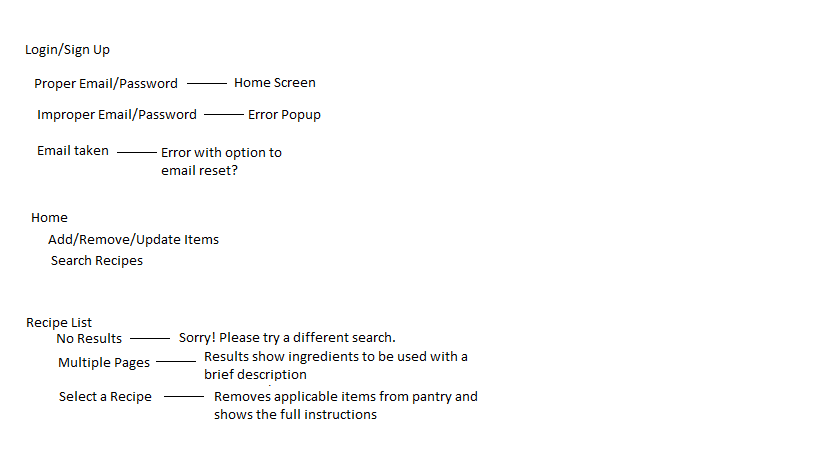 Login/Sign Up
Proper Email/Password Home Screen
Improper Email/Password Error Popup
Email taken Error with option to
email reset?
Home
Add/Remove/Update Items
Search Recipes
Recipe List
No Results Sorry! Please try a different search.
Multiple Pages Results show ingredients to be used with a
brief description
Select a Recipe Removes applicable items from pantry and
shows the full instructions